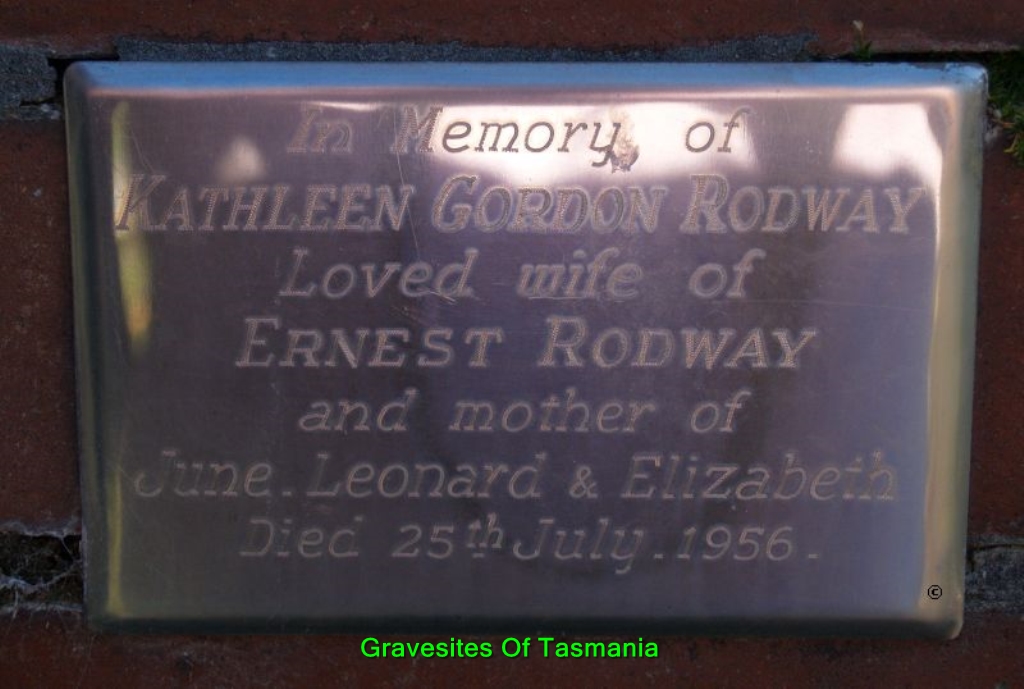 In Memory of
KATHLEEN GORDON RODWAY
Loved wife of
ERNEST RODWAY
and mother of
June. Leonard & Elizabeth
Died 25th July. 1956.
©
Gravesites Of Tasmania